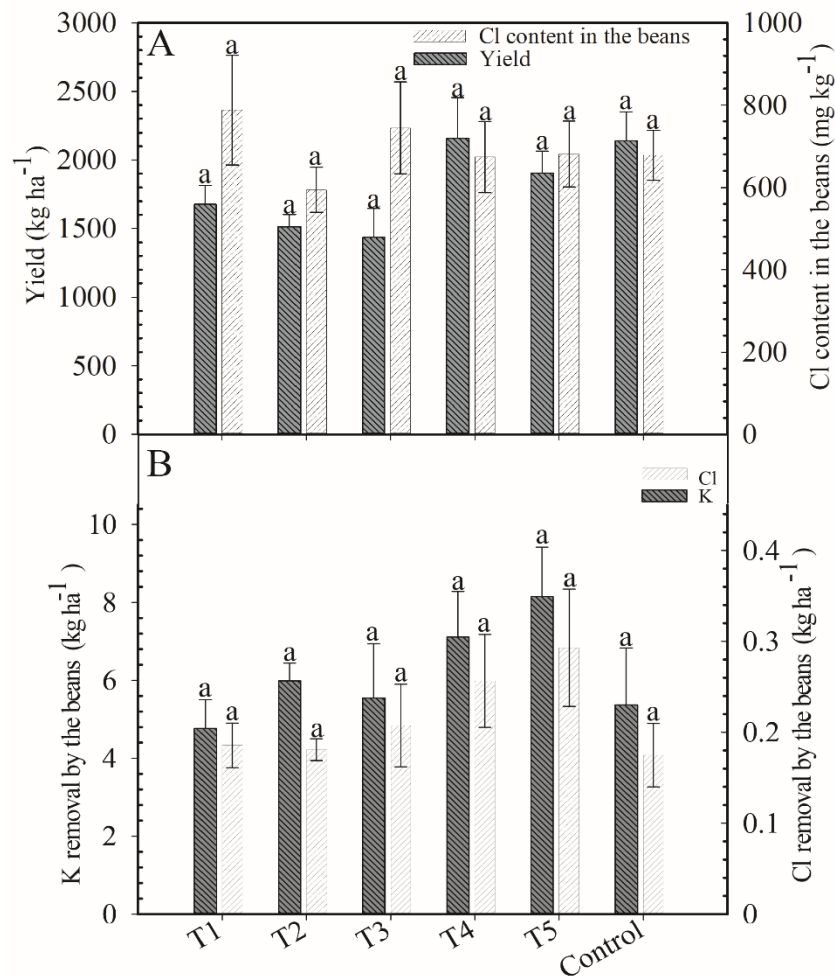 A
Cl content in the beans
Yield
3000
2500
2000
1500
1000
500
0
Yield (kg ha-1)
1000
800
600
400
200
0
Cl content in the beans (mg kg-1)
a a a a a a a a a a a a
B
Cl
K
10
8
6
4
2
0
K removal by the beans (kg ha-1)
0.4
0.3
0.2
0.1
0
Cl removal by the beans (kg ha-1)
a a a a a a a a a a a a
T1 T2 T3 T4 T5 Control